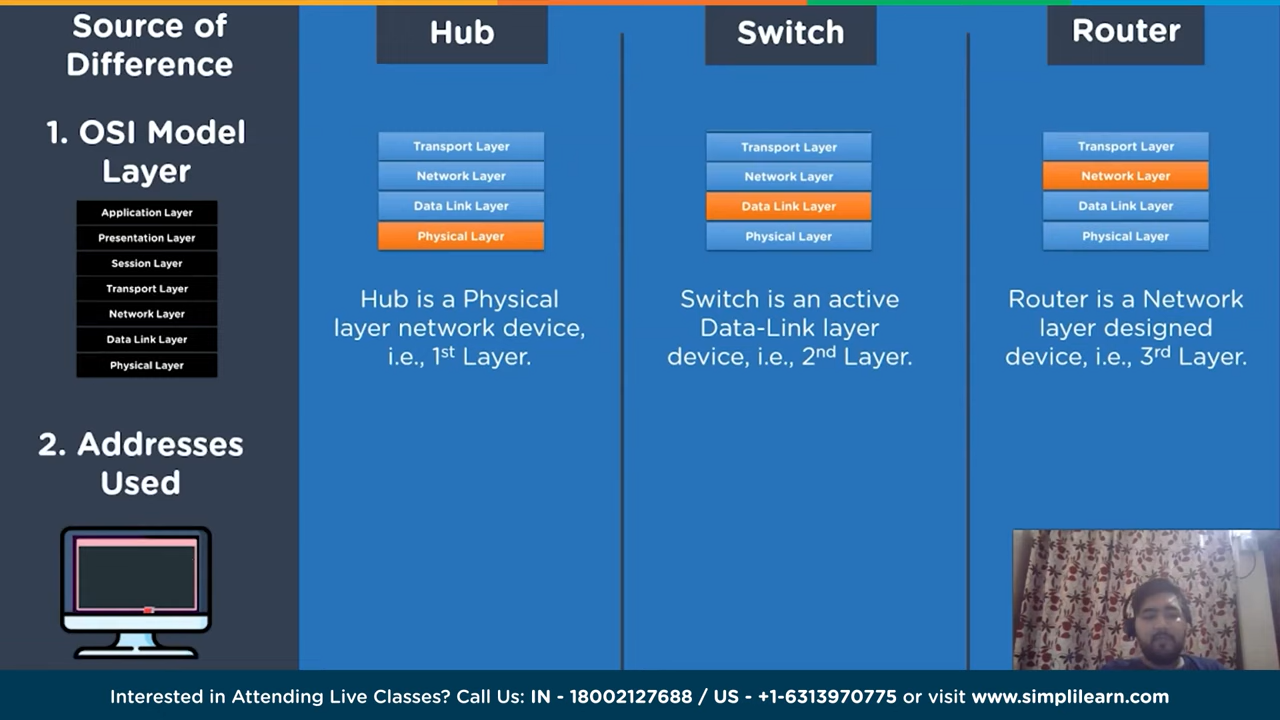 Source of
Difference
Hub
Switch
Router
1. OSI Model
Layer
Application Layer
Presentation Layer
Session Layer
Transport Layer
Network Layer
Data Link Layer
Physical Layer
Transport Layer
Network Layer
Data Link Layer
Physical Layer
Hub is a Physical
layer network device,
i.e., 1st Layer.
Transport Layer
Network Layer
Data Link Layer
Physical Layer
Switch is an active
Data-Link layer
device, i.e., 2nd Layer.
Transport Layer
Network Layer
Data Link Layer
Physical Layer
Router is a Network
layer designed
device, i.e., 3rd Layer.
2. Addresses
Used
Interested in Attending Live Classes? Call Us: IN - 18002127688 / US - +1-6313970775 or visit www.simplilearn.com